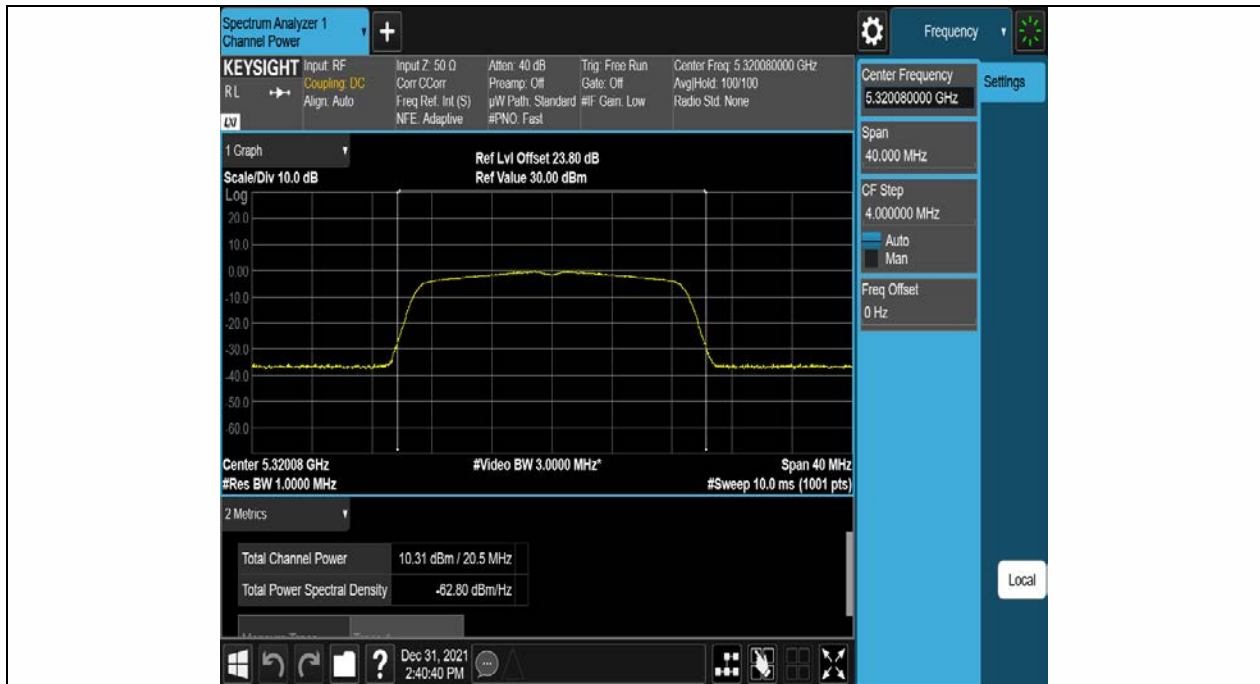 Spectrum Analyzer 1
Channel Power
+
Frequency
KEYSIGHT
RL
LXI
Input: RF
Coupling: DC
Align: Auto
Input Z: 50 Ω
Corr CCorr
Freq Ref: Int (S)
NFE: Adaptive
Atten: 40 dB
Preamp: Off
µW Path: Standard
#PNO: Fast
Trig: Free Run
Gate: Off
#IF Gain: Low
Center Freq: 5.320080000 GHz
Avg|Hold: 100/100
Radio Std: None
1 Graph
Scale/Div 10.0 dB
Ref Lvl Offset 23.80 dB
Ref Value 30.00 dBm
Log
20.0
10.0
0.00
-10.0
-20.0
-30.0
-40.0
-50.0
-60.0
Center 5.32008 GHz
#Video BW 3.0000 MHz*
Span 40 MHz
#Res BW 1.0000 MHz
#Sweep 10.0 ms (1001 pts)
2 Metrics
Total Channel Power 10.31 dBm / 20.5 MHz
Total Power Spectral Density -62.80 dBm/Hz
Center Frequency
5.320080000 GHz
Span
40.000 MHz
CF Step
4.000000 MHz
Auto
Man
Freq Offset
0 Hz
Settings
Local
?
Dec 31, 2021
2:40:40 PM